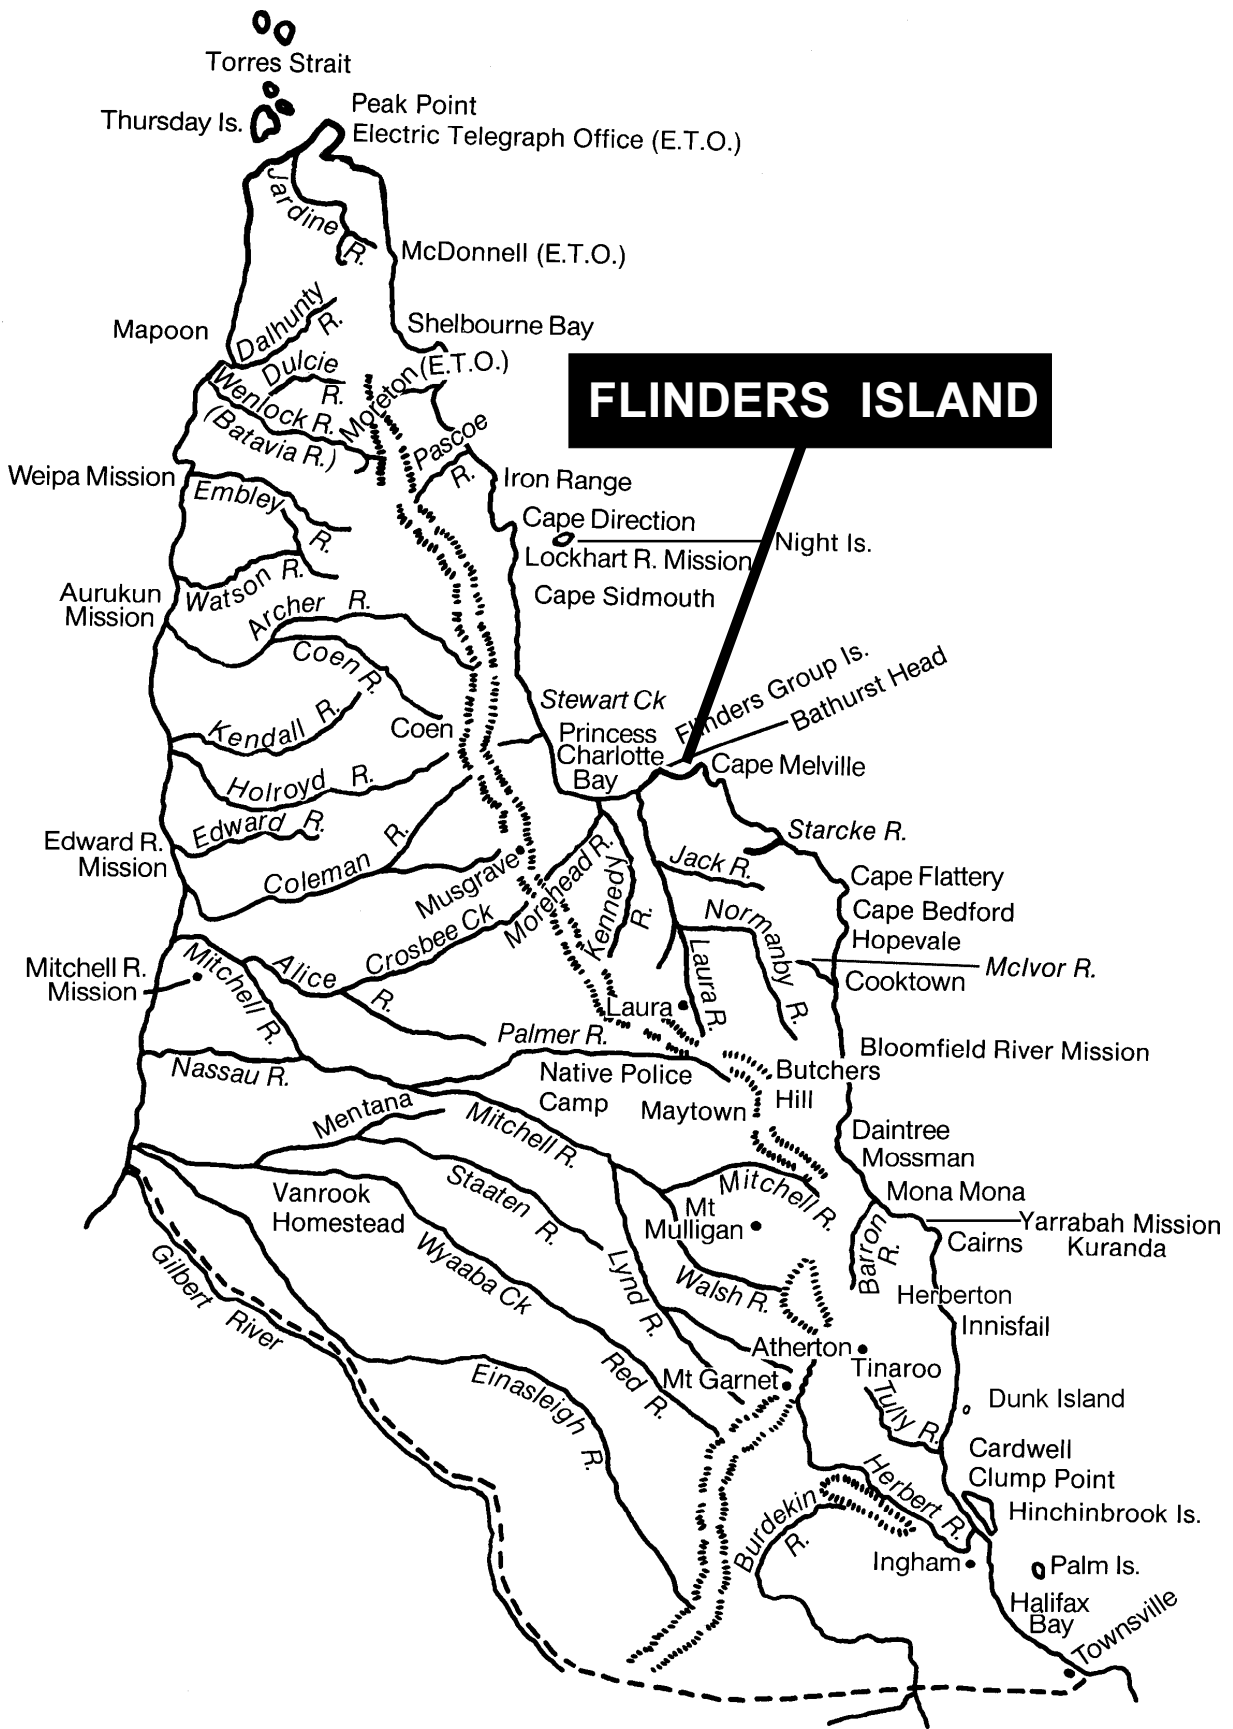 Torres Strait
Thursday Is.
Peak Point
Electric Telegraph Office (E.T.O.)
Jardine
R.
McDonnell (E.T.O.)
Mapoon
Dalhunty
R.
Shelbourne Bay
Dulcie
R.
Moreton (E.T.O.)
Wenlock R.
(Batavia R.)
FLINDERS ISLAND
Pascoe
R.
Weipa Mission
Embley
R.
Iron Range
Cape Direction
Night Is.
Lockhart R. Mission
Cape Sidmouth
Aurukun
Mission
Watson R.
Archer R.
Coen R.
Kendall R.
Coen
Stewart Ck
Flinders Group Is.
Bathurst Head
Princess
Charlotte
Bay
Cape Melville
Holroyd R.
Edward R.
Edward R.
Mission
Coleman R.
Musgrave
Morehead R.
Kennedy
R.
Jack R.
Starcke R.
Cape Flattery
Cape Bedford
Hopevale
McIvor R.
Cooktown
Normanby
R.
Laura R.
Laura
Crosbee Ck
Alice
R.
Mitchell R.
Mission
Mitchell R.
Palmer R.
Nassau R.
Native Police
Camp
Maytown
Butchers
Hill
Bloomfield River Mission
Mentana
Mitchell R.
Daintree
Mossman
Mona Mona
Yarrabah Mission
Kuranda
Cairns
Mitchell R.
Mt
Mulligan
Barron
R.
Vanrook
Homestead
Staaten R.
Wyaaba Ck
Lynd R.
Walsh R.
Herberton
Innisfail
Gilbert
River
Atherton
Tinaroo
Red R.
Mt Garnet
Einasleigh
R.
Tully R.
Dunk Island
Cardwell
Clump Point
Hinchinbrook Is.
Herbert R.
Burdekin
R.
Ingham
Palm Is.
Halifax
Bay
Townsville